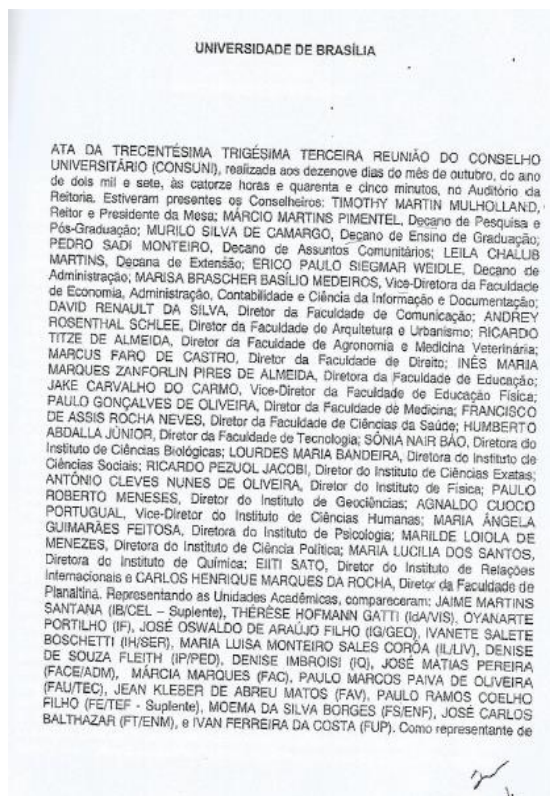 UNIVERSIDADE DE BRASÍLIA
ATA DA TRECENTÉSIMA TRIGÉSIMA TERCEIRA REUNIÃO DO CONSELHO
UNIVERSITÁRIO (CONSUNI), realizada aos dezenove dias do mês de outubro, do ano
de dois mil e sete, às catorze horas e quarenta e cinco minutos, no Auditório da
Reitoria. Estiveram presentes os Conselheiros: TIMOTHY MARTIN MULHOLLAND,
Reitor e Presidente da Mesa; MÁRCIO MARTINS PIMENTEL, Decano de Pesquisa e
Pós-Graduação; MURILO SILVA DE CAMARGO, Decano de Ensino de Graduação;
PEDRO SADI MONTEIRO, Decano de Assuntos Comunitários; LEILA CHALUB
MARTINS, Decana de Extensão; ERICO PAULO SIEGMAR WEIDLE, Decano de
Administração; MARISA BRASCHER BASÍLIO MEDEIROS, Vice-Diretora da Faculdade
de Economia, Administração, Contabilidade e Ciência da Informação e Documentação;
DAVID RENAULT DA SILVA, Diretor da Faculdade de Comunicação; ANDREY
ROSENTHAL SCHLEE, Diretor da Faculdade de Arquitetura e Urbanismo; RICARDO
TITZE DE ALMEIDA, Diretor da Faculdade de Agronomia e Medicina Veterinária;
MARCUS FARO DE CASTRO, Diretor da Faculdade de Direito; INÊS MARIA
MARQUES ZANFORLIN PIRES DE ALMEIDA, Diretora da Faculdade de Educação;
JAKE CARVALHO DO CARMO, Vice-Diretor da Faculdade de Educação Física;
PAULO GONÇALVES DE OLIVEIRA, Diretor da Faculdade de Medicina; FRANCISCO
DE ASSIS ROCHA NEVES, Diretor da Faculdade de Ciências da Saúde; HUMBERTO
ABDALLA JÚNIOR, Diretor da Faculdade de Tecnologia; SÔNIA NAIR BÁO, Diretora do
Instituto de Ciências Biológicas; LOURDES MARIA BANDEIRA, Diretora do Instituto de
Ciências Sociais; RICARDO PEZUOL JACOBI, Diretor do Instituto de Ciências Exatas;
ANTÔNIO CLEVES NUNES DE OLIVEIRA, Diretor do Instituto de Física; PAULO
ROBERTO MENESES, Diretor do Instituto de Geociências; AGNALDO CUOCO
PORTUGAL, Vice-Diretor do Instituto de Ciências Humanas; MARIA ÂNGELA
GUIMARÃES FEITOSA, Diretora do Instituto de Psicologia; MARILDE LOIOLA DE
MENEZES, Diretora do Instituto de Ciência Política; MARIA LUCILIA DOS SANTOS,
Diretora do Instituto de Química; EIITI SATO, Diretor do Instituto de Relações
Internacionais e CARLOS HENRIQUE MARQUES DA ROCHA, Diretor da Faculdade de
Planaltina. Representando as Unidades Acadêmicas, compareceram: JAIME MARTINS
SANTANA (IB/CEL – Suplente), THÉRÈSE HOFMANN GATTI (IdA/VIS), OYANARTE
PORTILHO (IF), JOSÉ OSWALDO DE ARAÚJO FILHO (IG/GEO), IVANETE SALETE
BOSCHETTI (IH/SER), MARIA LUISA MONTEIRO SALES CORÔA (IL/LIV), DENISE
DE SOUZA FLEITH (IP/PED), DENISE IMBROISI (IQ), JOSÉ MATIAS PEREIRA
(FACE/ADM), MÁRCIA MARQUES (FAC), PAULO MARCOS PAIVA DE OLIVEIRA
(FAU/TEC), JEAN KLEBER DE ABREU MATOS (FAV), PAULO RAMOS COELHO
FILHO (FE/TEF - Suplente), MOEMA DA SILVA BORGES (FS/ENF), JOSÉ CARLOS
BALTHAZAR (FT/ENM), e IVAN FERREIRA DA COSTA (FUP). Como representante de